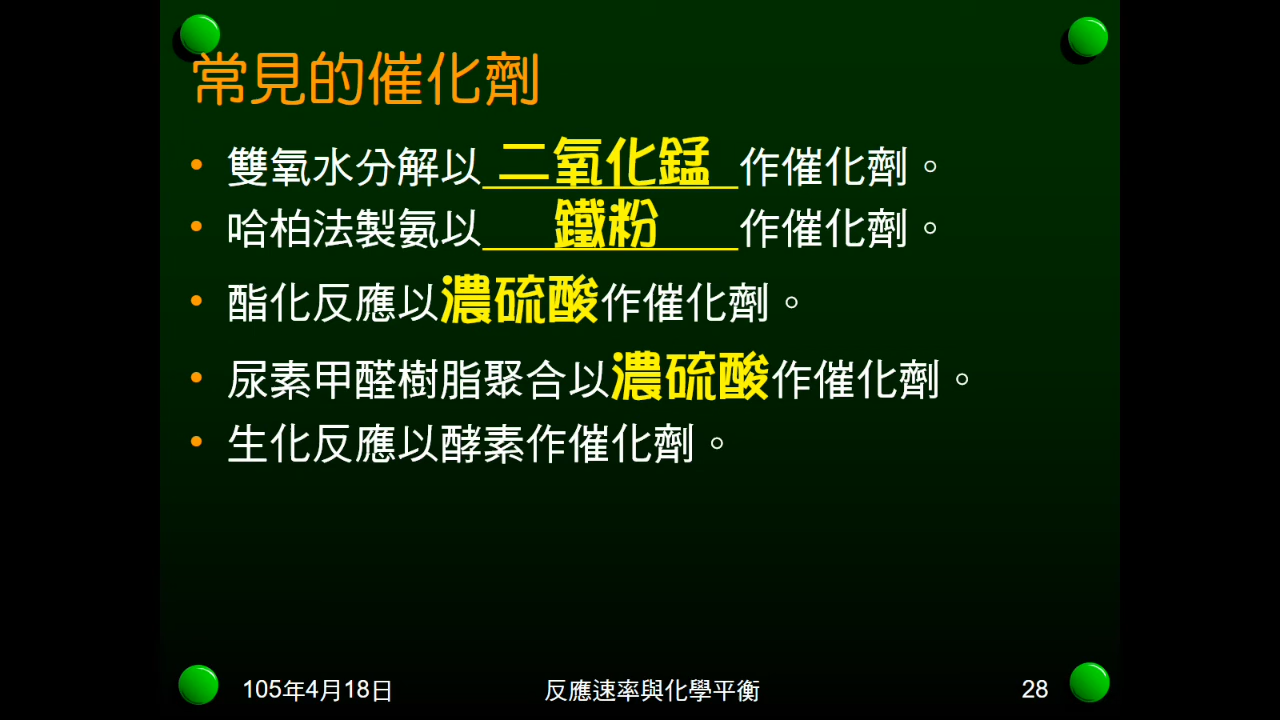 常見的催化劑
• 雙氧水分解以 二氧化錳 作催化劑。
• 哈柏法製氨以 鐵粉 作催化劑。
• 酯化反應以濃硫酸作催化劑。
• 尿素甲醛樹脂聚合以濃硫酸作催化劑。
• 生化反應以酵素作催化劑。
105年4月18日 反應速率與化學平衡 28